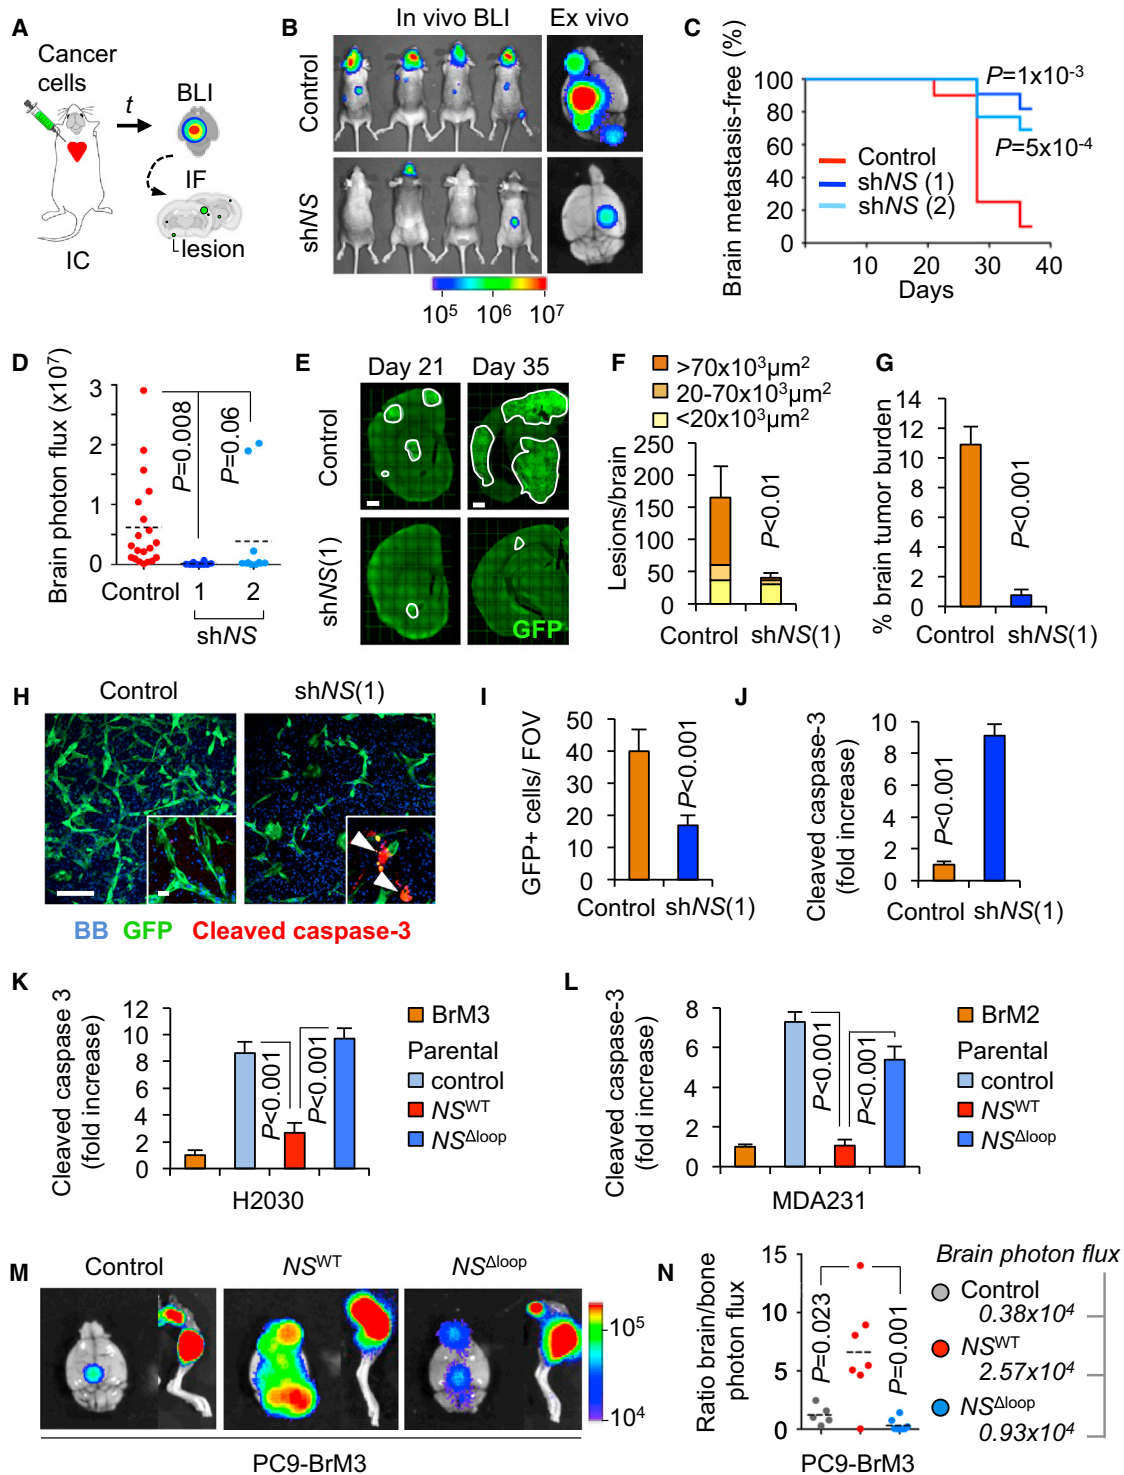 A
Cancer
cells
t
BLI
IF
lesion
IC
B
In vivo BLI
Ex vivo
Control
shNS
10⁵ 10⁶ 10⁷
C
Brain metastasis-free (%)
100
80
60
40
20
0
10 20 30 40
Days
P=1x10⁻³
P=5x10⁻⁴
Control
shNS (1)
shNS (2)
D
Brain photon flux (x10⁷)
3
2
1
0
P=0.008
P=0.06
Control 1 2
shNS
E
Day 21 Day 35
Control
shNS(1)
GFP
F
>70x10³µm²
20-70x10³µm²
<20x10³µm²
Lesions/brain
250
200
150
100
50
0
P<0.01
Control shNS(1)
G
% brain tumor burden
14
12
10
8
6
4
2
0
P<0.001
Control shNS(1)
H
Control shNS(1)
BB GFP Cleaved caspase-3
I
GFP+ cells/ FOV
50
40
30
20
10
0
P<0.001
Control shNS(1)
J
Cleaved caspase-3
(fold increase)
10
8
6
4
2
0
P<0.001
Control shNS(1)
K
Cleaved caspase 3
(fold increase)
12
10
8
6
4
2
0
P<0.001
P<0.001
H2030
BrM3
Parental
control
NSᵂᵀ
NS^Δloop
L
Cleaved caspase-3
(fold increase)
8
6
4
2
0
P<0.001
P<0.001
MDA231
BrM2
Parental
control
NSᵂᵀ
NS^Δloop
M
Control NSᵂᵀ NS^Δloop
10⁵
10⁴
PC9-BrM3
N
Ratio brain/bone
photon flux
15
10
5
0
P=0.023
P=0.001
PC9-BrM3
Brain photon flux
Control
0.38x10⁴
NSᵂᵀ
2.57x10⁴
NS^Δloop
0.93x10⁴